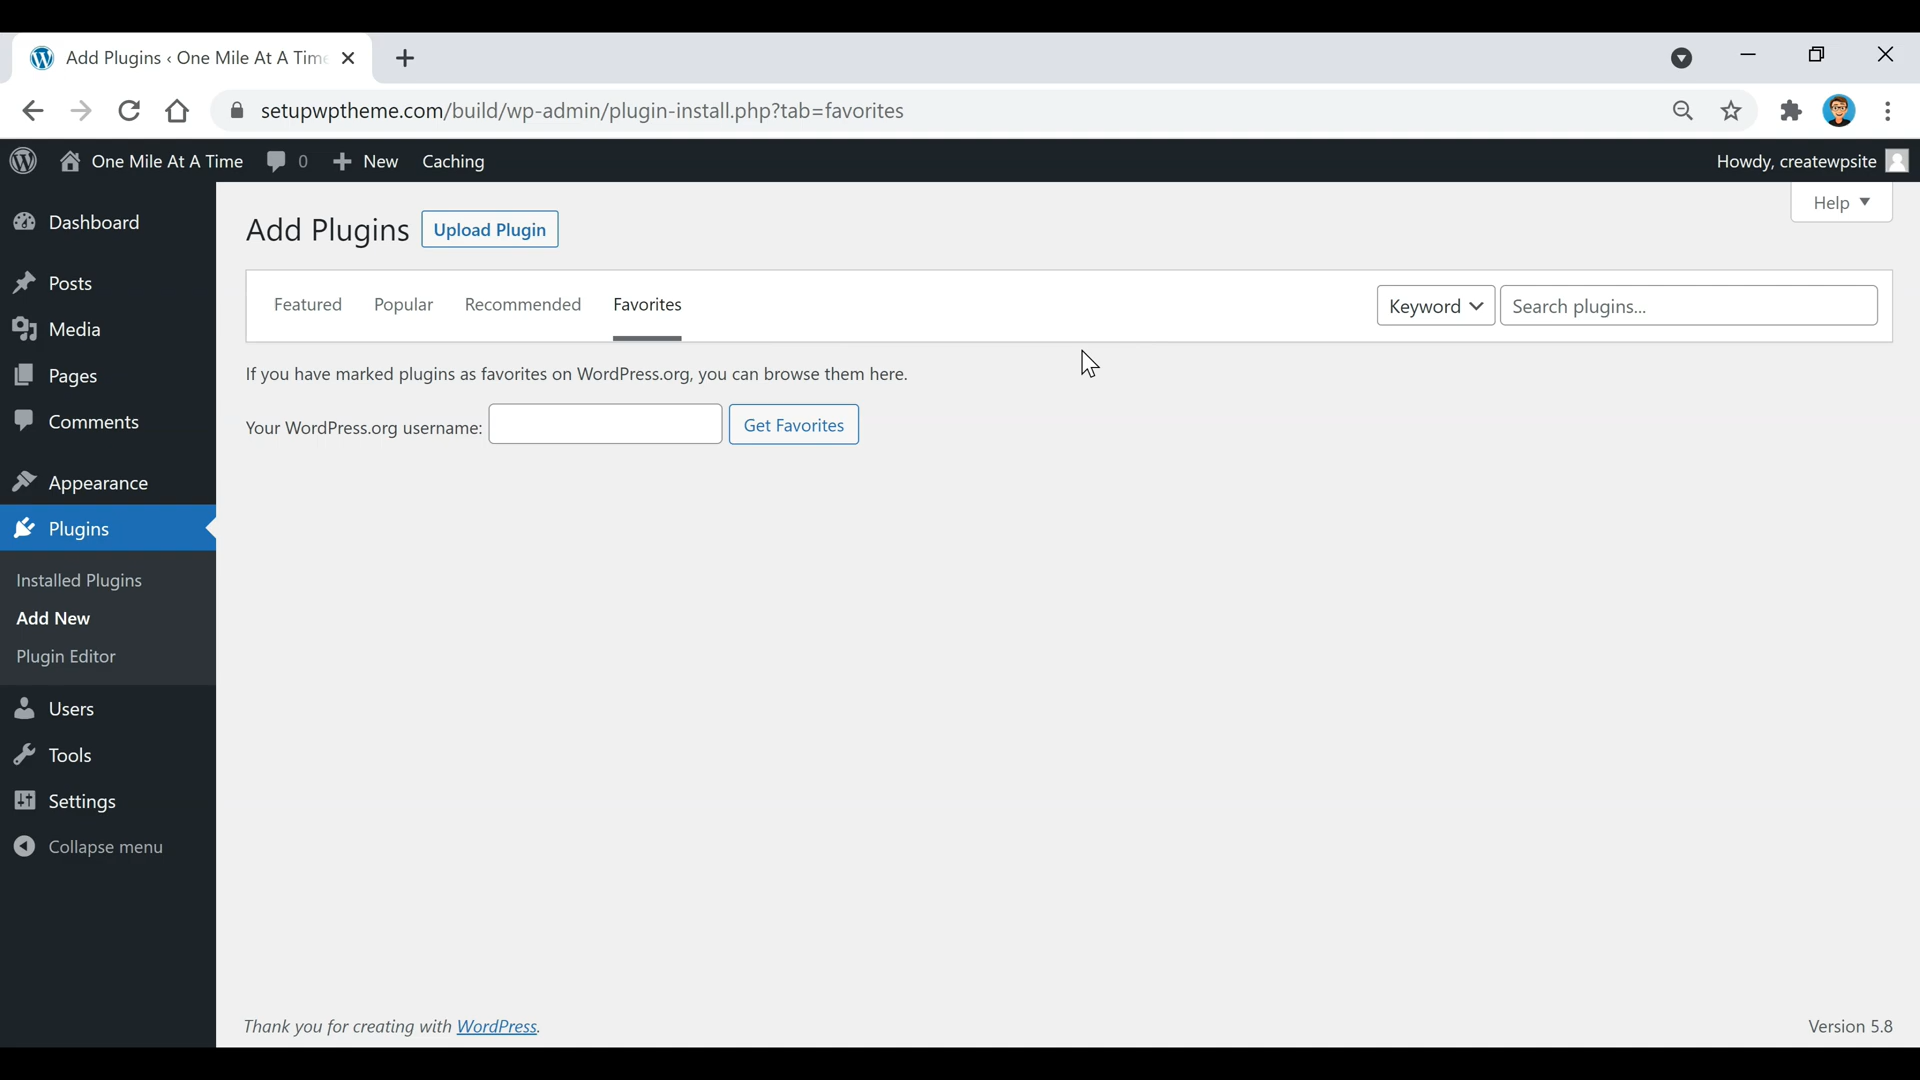 Add Plugins ‹ One Mile At A Time
setupwptheme.com/build/wp-admin/plugin-install.php?tab=favorites
One Mile At A Time 0 New Caching Howdy, createwpsite
Help
Dashboard
Posts
Media
Pages
Comments
Appearance
Plugins
Installed Plugins
Add New
Plugin Editor
Users
Tools
Settings
Collapse menu
Add Plugins Upload Plugin
Featured Popular Recommended Favorites Keyword Search plugins...
If you have marked plugins as favorites on WordPress.org, you can browse them here.
Your WordPress.org username: Get Favorites
Thank you for creating with WordPress. Version 5.8